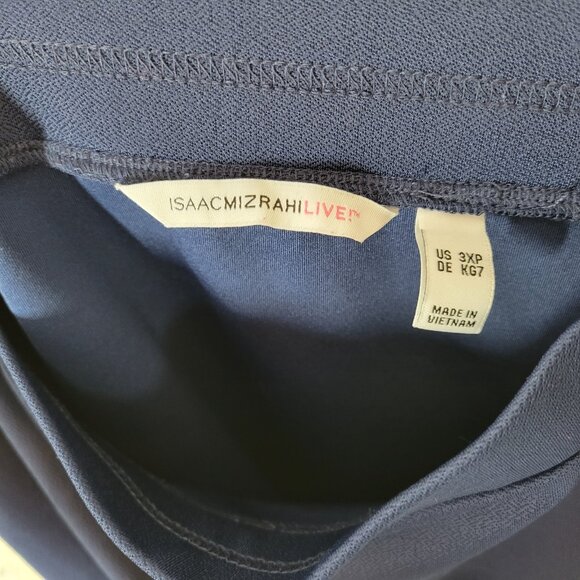 ISAACMIZRAHILIVE!™
US 3XP
DE KG7
MADE IN
VIETNAM